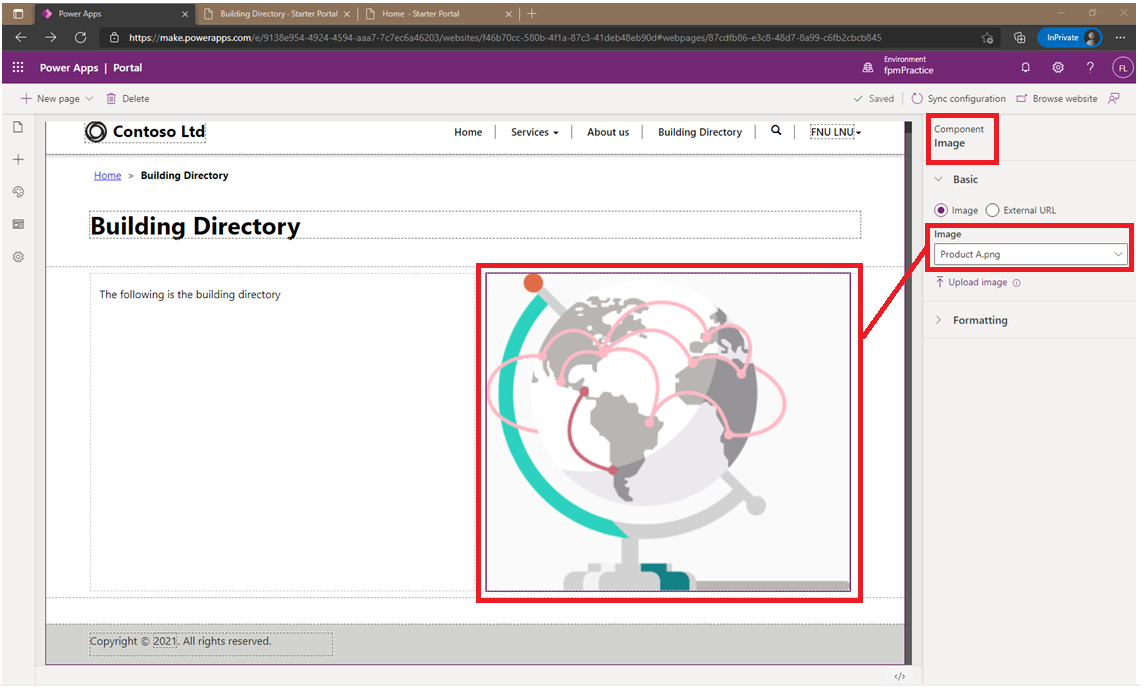 Power Apps
Building Directory · Starter Portal
Home · Starter Portal
https://make.powerapps.com/e/9138e954-4924-4594-aaa7-7c7ec6a46203/websites/f46b70cc-580b-4f1a-87c3-41deb48eb90d#webpages/87cdfb86-e3c8-48d7-8a99-c6fb2cbcb845
InPrivate
Power Apps | Portal
Environment
fpmPractice
FL
New page
Delete
Saved
Sync configuration
Browse website
Contoso Ltd
Home
Services
About us
Building Directory
FNU LNU
Home > Building Directory
Building Directory
The following is the building directory
Copyright © 2021. All rights reserved.
Component
Image
Basic
Image
External URL
Image
Product A.png
Upload image
Formatting